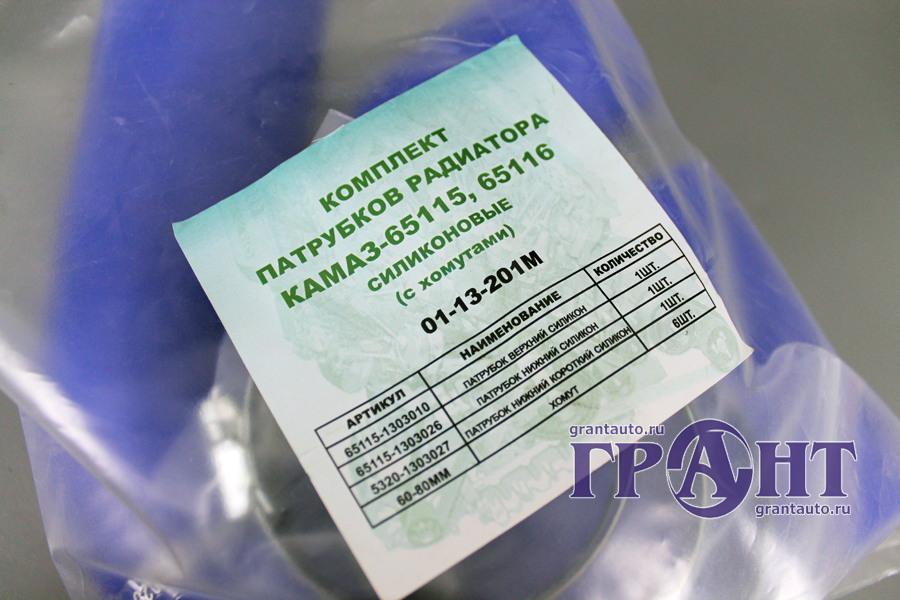 КОМПЛЕКТ
ПАТРУБКОВ РАДИАТОРА
КАМАЗ-65115, 65116
СИЛИКОНОВЫЕ
(с хомутами)
01-13-201М
АРТИКУЛ НАИМЕНОВАНИЕ КОЛИЧЕСТВО
65115-1303010 ПАТРУБОК ВЕРХНИЙ СИЛИКОН 1ШТ.
65115-1303026 ПАТРУБОК НИЖНИЙ СИЛИКОН 1ШТ.
5320-1303027 ПАТРУБОК НИЖНИЙ КОРОТКИЙ СИЛИКОН 1ШТ.
60-80ММ ХОМУТ 6ШТ.
grantauto.ru
ГРАНТ
grantauto.ru